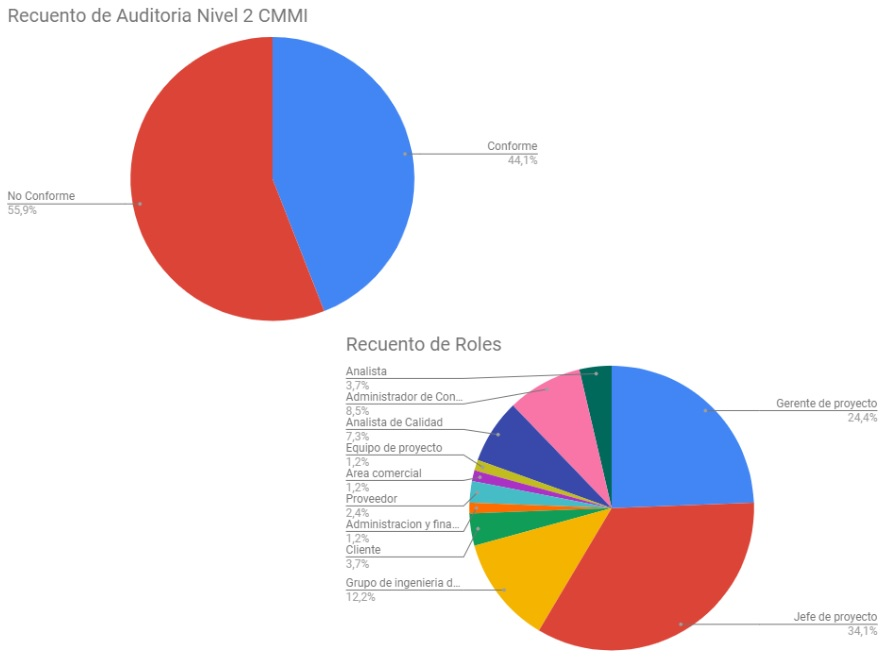 Recuento de Auditoria Nivel 2 CMMI
Conforme
44,1%
No Conforme
55,9%
Recuento de Roles
Analista
3,7%
Administrador de Con...
8,5%
Analista de Calidad
7,3%
Equipo de proyecto
1,2%
Area comercial
1,2%
Proveedor
2,4%
Administracion y fina...
1,2%
Cliente
3,7%
Grupo de ingenieria d...
12,2%
Gerente de proyecto
24,4%
Jefe de proyecto
34,1%